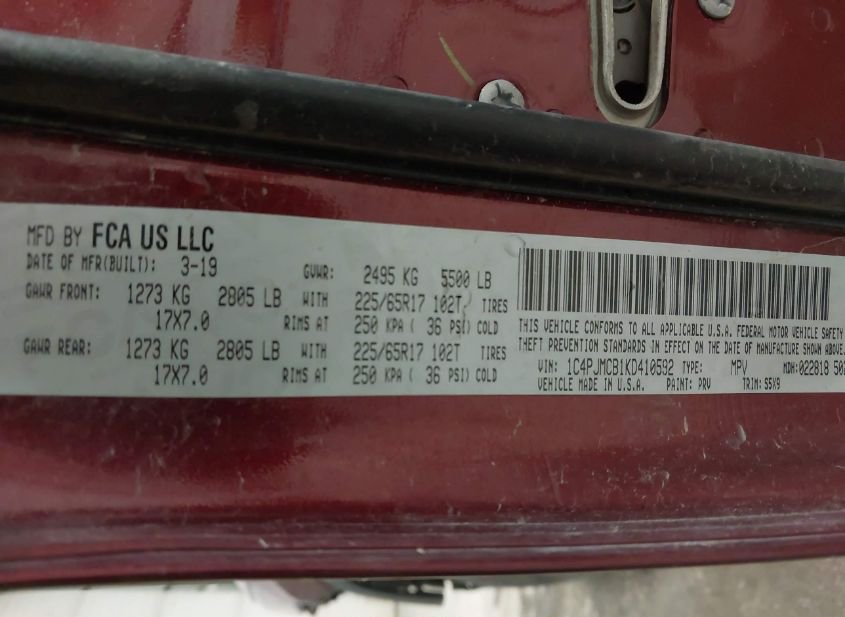 MFD BY FCA US LLC
DATE OF MFR(BUILT): 3-19 GVWR: 2495 KG 5500 LB
GAWR FRONT: 1273 KG 2805 LB WITH 225/65R17 102T TIRES
17X7.0 RIMS AT 250 KPA ( 36 PSI) COLD
GAWR REAR: 1273 KG 2805 LB WITH 225/65R17 102T TIRES
17X7.0 RIMS AT 250 KPA ( 36 PSI) COLD
THIS VEHICLE CONFORMS TO ALL APPLICABLE U.S.A. FEDERAL MOTOR VEHICLE SAFETY
THEFT PREVENTION STANDARDS IN EFFECT ON THE DATE OF MANUFACTURE SHOWN ABOVE.
VIN: 1C4PJMCB1KD410592 TYPE: MPV MDH:022818
VEHICLE MADE IN U.S.A. PAINT: PRV TRIM: S5X9